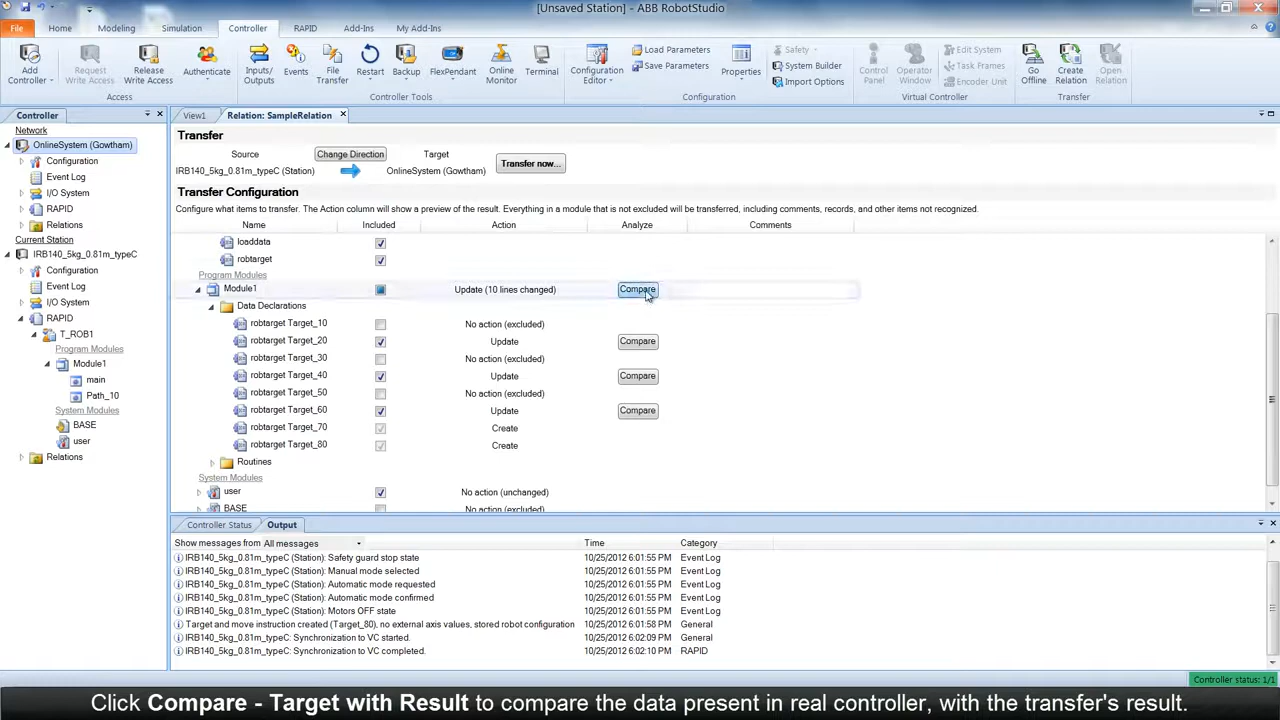 [Unsaved Station] - ABB RobotStudio
File Home Modeling Simulation Controller RAPID Add-Ins My Add-Ins
Add Controller
Request Write Access
Release Write Access
Authenticate
Inputs/ Outputs
Events
File Transfer
Restart
Backup
FlexPendant
Online Monitor
Terminal
Configuration Editor
Load Parameters
Save Parameters
Properties
Safety
System Builder
Import Options
Control Panel
Operator Window
Edit System
Task Frames
Encoder Unit
Go Offline
Create Relation
Open Relation
Access Controller Tools Configuration Virtual Controller Transfer
Controller
Network
OnlineSystem (Gowtham)
Configuration
Event Log
I/O System
RAPID
Relations
Current Station
IRB140_5kg_0.81m_typeC
Configuration
Event Log
I/O System
RAPID
T_ROB1
Program Modules
Module1
main
Path_10
System Modules
BASE
user
Relations
View1 Relation: SampleRelation
Transfer
Source Change Direction Target
IRB140_5kg_0.81m_typeC (Station) OnlineSystem (Gowtham) Transfer now...
Transfer Configuration
Configure what items to transfer. The Action column will show a preview of the result. Everything in a module that is not excluded will be transferred, including comments, records, and other items not recognized.
Name Included Action Analyze Comments
loaddata
robtarget
Program Modules
Module1 Update (10 lines changed) Compare
Data Declarations
robtarget Target_10 No action (excluded)
robtarget Target_20 Update Compare
robtarget Target_30 No action (excluded)
robtarget Target_40 Update Compare
robtarget Target_50 No action (excluded)
robtarget Target_60 Update Compare
robtarget Target_70 Create
robtarget Target_80 Create
Routines
System Modules
user No action (unchanged)
BASE No action (excluded)
Controller Status Output
Show messages from All messages Time Category
IRB140_5kg_0.81m_typeC (Station): Safety guard stop state 10/25/2012 6:01:55 PM Event Log
IRB140_5kg_0.81m_typeC (Station): Manual mode selected 10/25/2012 6:01:55 PM Event Log
IRB140_5kg_0.81m_typeC (Station): Automatic mode requested 10/25/2012 6:01:55 PM Event Log
IRB140_5kg_0.81m_typeC (Station): Automatic mode confirmed 10/25/2012 6:01:55 PM Event Log
IRB140_5kg_0.81m_typeC (Station): Motors OFF state 10/25/2012 6:01:55 PM Event Log
Target and move instruction created (Target_80), no external axis values, stored robot configuration 10/25/2012 6:01:58 PM General
IRB140_5kg_0.81m_typeC: Synchronization to VC started. 10/25/2012 6:02:09 PM General
IRB140_5kg_0.81m_typeC: Synchronization to VC completed. 10/25/2012 6:02:10 PM RAPID
Controller status: 1/1
Click Compare - Target with Result to compare the data present in real controller, with the transfer's result.